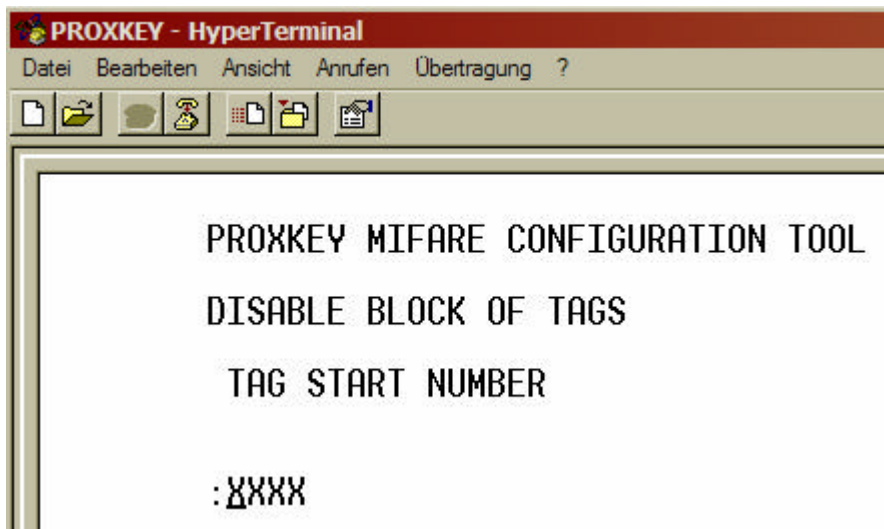 PROXKEY - HyperTerminal
Datei Bearbeiten Ansicht Anrufen Übertragung ?
PROXKEY MIFARE CONFIGURATION TOOL
DISABLE BLOCK OF TAGS
TAG START NUMBER
:XXXX